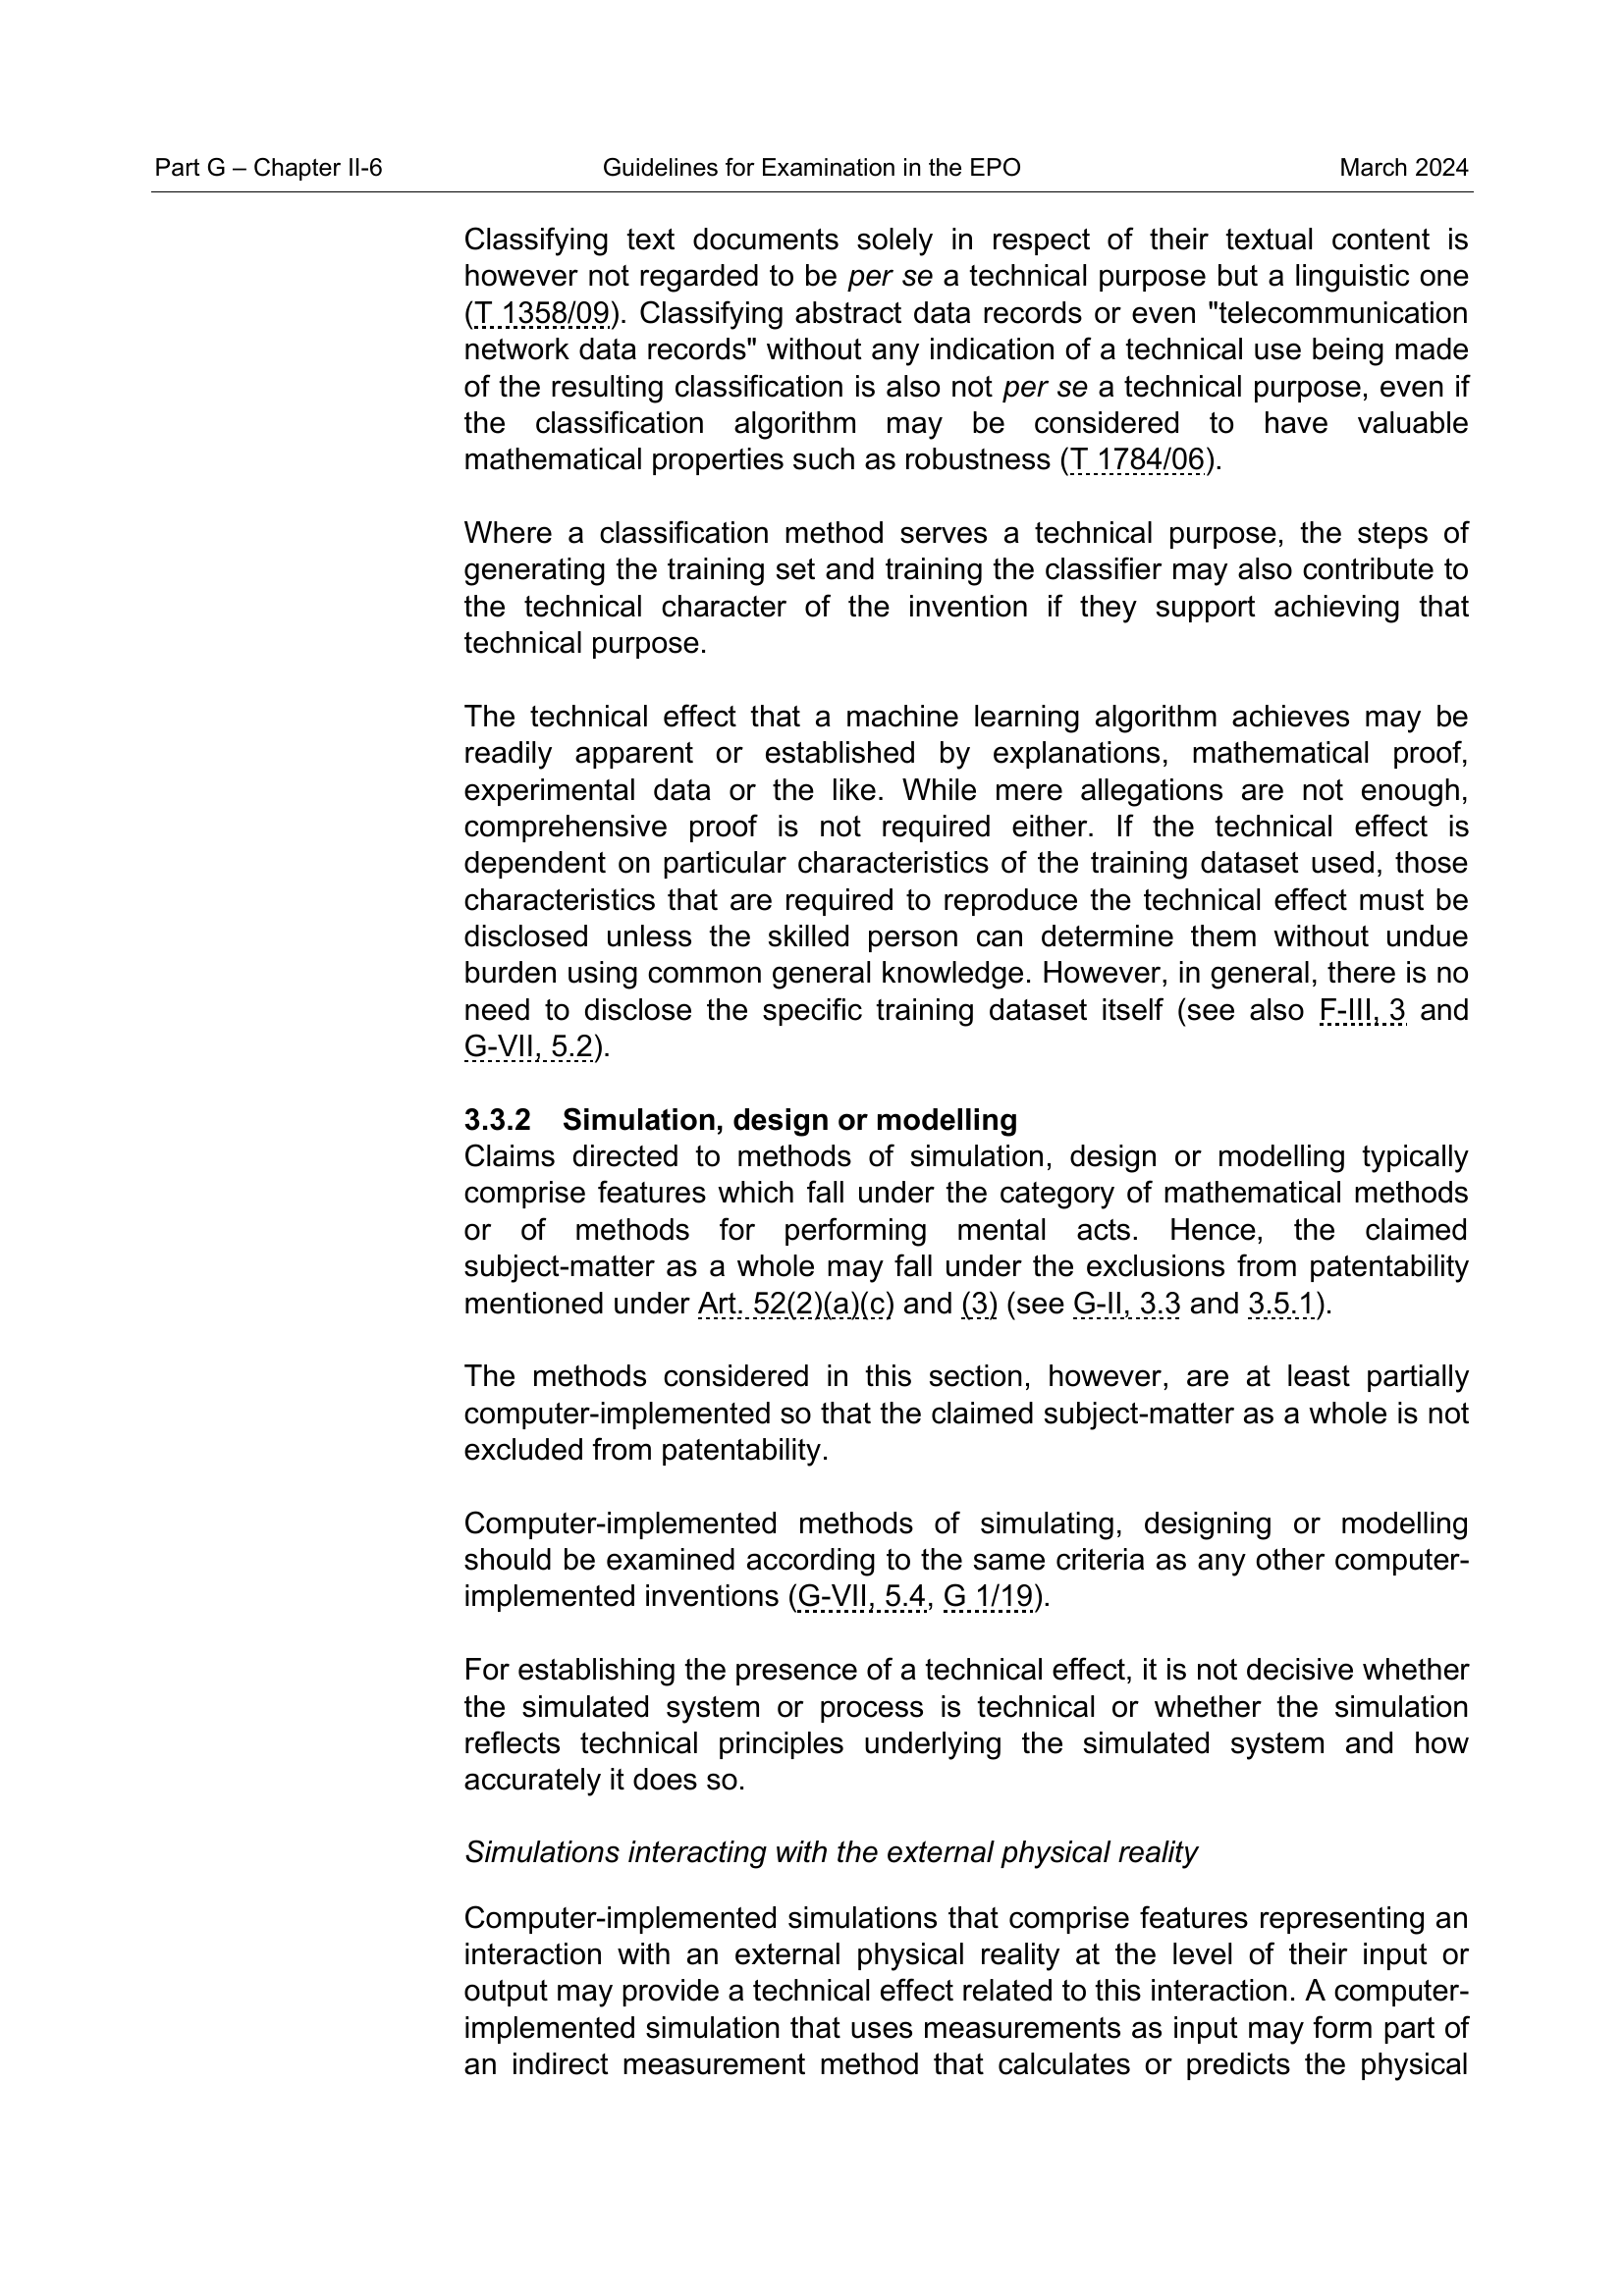 Part G – Chapter II-6 Guidelines for Examination in the EPO March 2024
Classifying text documents solely in respect of their textual content is
however not regarded to be per se a technical purpose but a linguistic one
(T 1358/09). Classifying abstract data records or even "telecommunication
network data records" without any indication of a technical use being made
of the resulting classification is also not per se a technical purpose, even if
the classification algorithm may be considered to have valuable
mathematical properties such as robustness (T 1784/06).
Where a classification method serves a technical purpose, the steps of
generating the training set and training the classifier may also contribute to
the technical character of the invention if they support achieving that
technical purpose.
The technical effect that a machine learning algorithm achieves may be
readily apparent or established by explanations, mathematical proof,
experimental data or the like. While mere allegations are not enough,
comprehensive proof is not required either. If the technical effect is
dependent on particular characteristics of the training dataset used, those
characteristics that are required to reproduce the technical effect must be
disclosed unless the skilled person can determine them without undue
burden using common general knowledge. However, in general, there is no
need to disclose the specific training dataset itself (see also F-III, 3 and
G-VII, 5.2).
3.3.2 Simulation, design or modelling
Claims directed to methods of simulation, design or modelling typically
comprise features which fall under the category of mathematical methods
or of methods for performing mental acts. Hence, the claimed
subject-matter as a whole may fall under the exclusions from patentability
mentioned under Art. 52(2)(a)(c) and (3) (see G-II, 3.3 and 3.5.1).
The methods considered in this section, however, are at least partially
computer-implemented so that the claimed subject-matter as a whole is not
excluded from patentability.
Computer-implemented methods of simulating, designing or modelling
should be examined according to the same criteria as any other computer-
implemented inventions (G-VII, 5.4, G 1/19).
For establishing the presence of a technical effect, it is not decisive whether
the simulated system or process is technical or whether the simulation
reflects technical principles underlying the simulated system and how
accurately it does so.
Simulations interacting with the external physical reality
Computer-implemented simulations that comprise features representing an
interaction with an external physical reality at the level of their input or
output may provide a technical effect related to this interaction. A computer-
implemented simulation that uses measurements as input may form part of
an indirect measurement method that calculates or predicts the physical